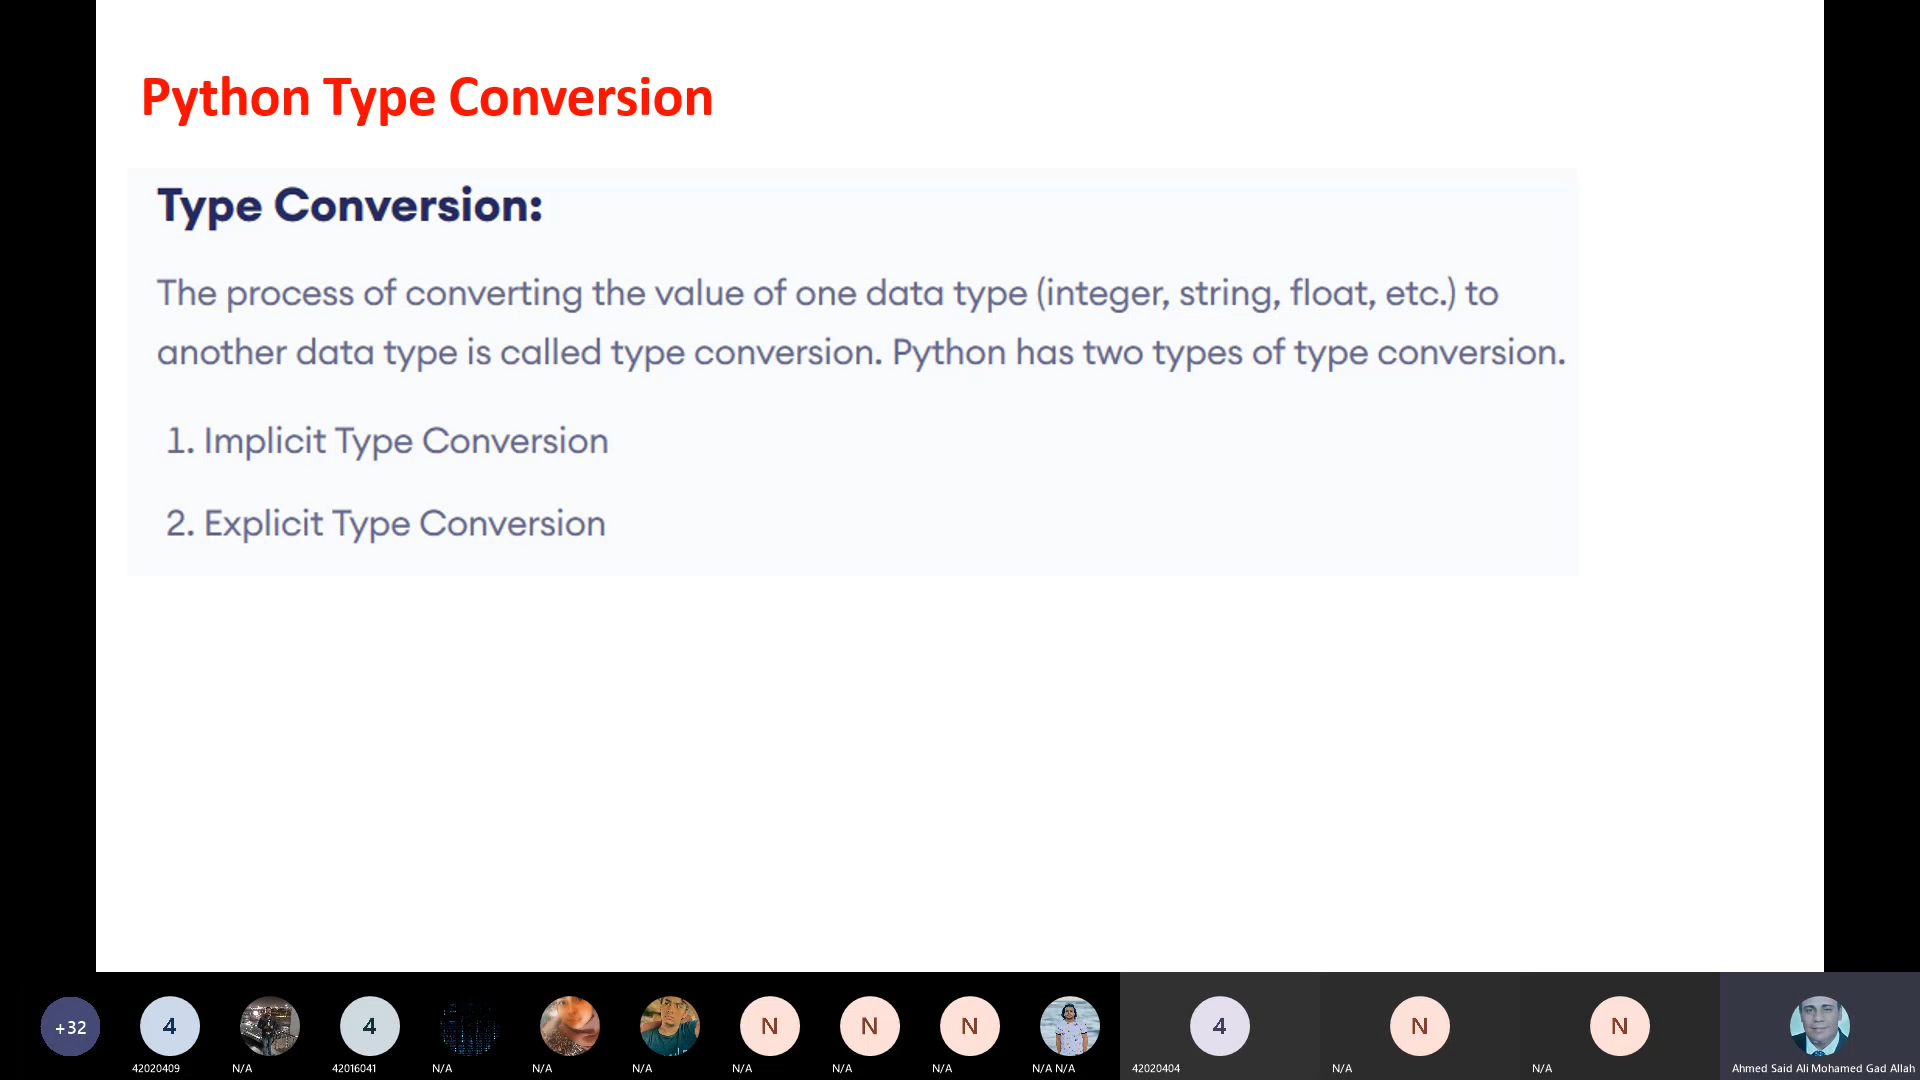 Python Type Conversion
Type Conversion:
The process of converting the value of one data type (integer, string, float, etc.) to
another data type is called type conversion. Python has two types of type conversion.
1. Implicit Type Conversion
2. Explicit Type Conversion
+32
4
4
N
N
N
4
N
N
42020409
N/A
42016041
N/A
N/A
N/A
N/A
N/A
N/A
N/A N/A
42020404
N/A
N/A
Ahmed Said Ali Mohamed Gad Allah